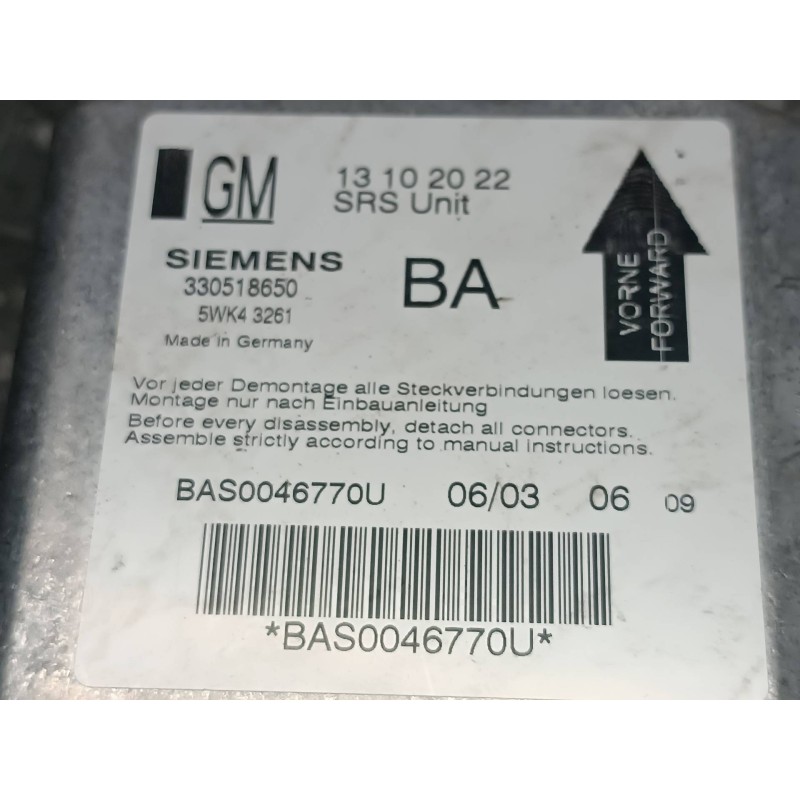 GM
13 10 20 22
SRS Unit
SIEMENS
330518650
5WK4 3261
Made in Germany
BA
VORNE
FORWARD
Vor jeder Demontage alle Steckverbindungen loesen.
Montage nur nach Einbauanleitung
Before every disassembly, detach all connectors.
Assemble strictly according to manual instructions.
BAS0046770U 06/03 06 09
*BAS0046770U*